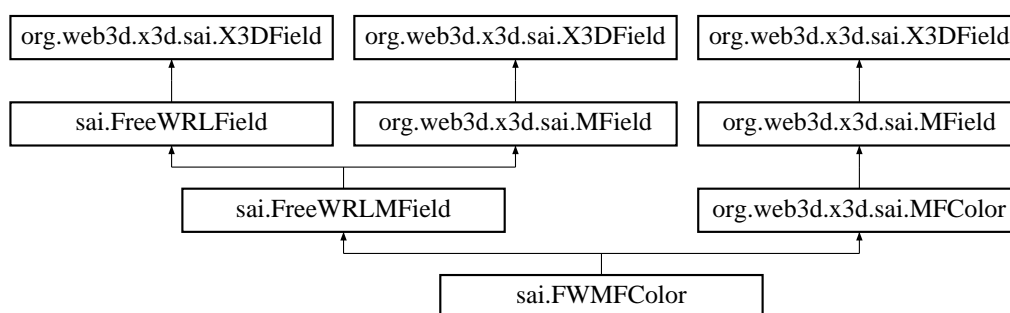 org.web3d.x3d.sai.X3DField org.web3d.x3d.sai.X3DField org.web3d.x3d.sai.X3DField
sai.FreeWRLField org.web3d.x3d.sai.MField org.web3d.x3d.sai.MField
sai.FreeWRLMField org.web3d.x3d.sai.MFColor
sai.FWMFColor